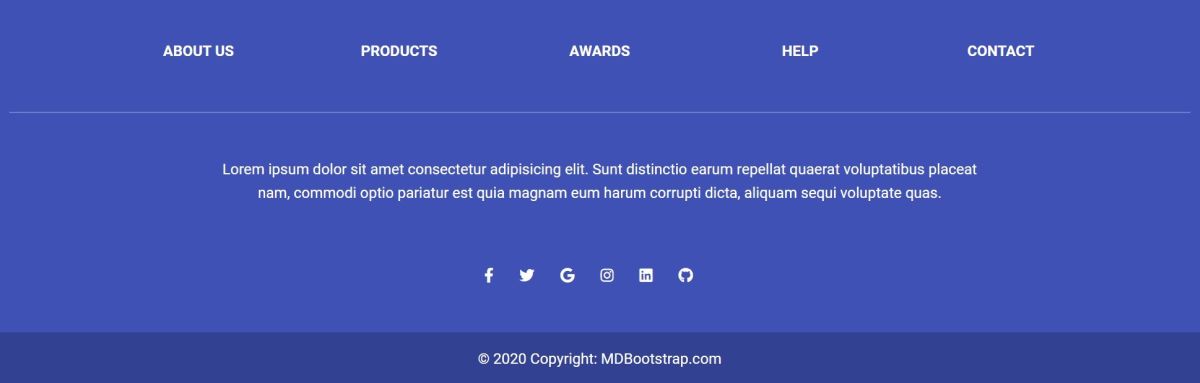 ABOUT US PRODUCTS AWARDS HELP CONTACT
Lorem ipsum dolor sit amet consectetur adipisicing elit. Sunt distinctio earum repellat quaerat voluptatibus placeat
nam, commodi optio pariatur est quia magnam eum harum corrupti dicta, aliquam sequi voluptate quas.
© 2020 Copyright: MDBootstrap.com